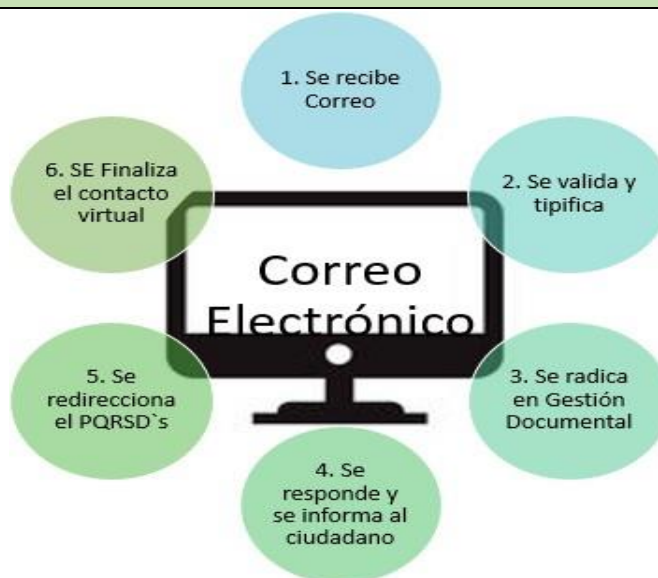 1. Se recibe
Correo
2. Se valida y
tipifica
3. Se radica
en Gestión
Documental
4. Se
responde y
se informa al
ciudadano
5. Se
redirecciona
el PQRSD`s
6. SE Finaliza
el contacto
virtual
Correo
Electrónico